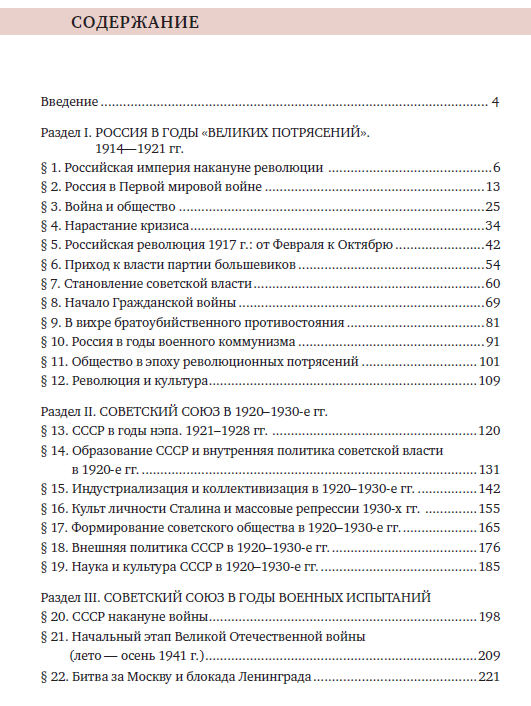 СОДЕРЖАНИЕ
Введение ........................................................................................................ 4
Раздел I. РОССИЯ В ГОДЫ «ВЕЛИКИХ ПОТРЯСЕНИЙ».
1914—1921 гг.
§ 1. Российская империя накануне революции ............................................6
§ 2. Россия в Первой мировой войне ............................................................13
§ 3. Война и общество ...................................................................................25
§ 4. Нарастание кризиса................................................................................34
§ 5. Российская революция 1917 г.: от Февраля к Октябрю ........................42
§ 6. Приход к власти партии большевиков ..................................................54
§ 7. Становление советской власти...............................................................60
§ 8. Начало Гражданской войны ...................................................................69
§ 9. В вихре братоубийственного противостояния ......................................81
§ 10. Россия в годы военного коммунизма ..................................................91
§ 11. Общество в эпоху революционных потрясений ................................101
§ 12. Революция и культура.........................................................................109
Раздел II. СОВЕТСКИЙ СОЮЗ В 1920–1930-е гг.
§ 13. СССР в годы нэпа. 1921–1928 гг. ........................................................120
§ 14. Образование СССР и внутренняя политика советской власти
в 1920-е гг. ...........................................................................................131
§ 15. Индустриализация и коллективизация в 1920–1930-е гг. .................142
§ 16. Культ личности Сталина и массовые репрессии 1930-х гг. ..............155
§ 17. Формирование советского общества в 1920–1930-е гг.....................165
§ 18. Внешняя политика СССР в 1920–1930-е гг. .......................................176
§ 19. Наука и культура СССР в 1920–1930-е гг. ..........................................185
Раздел III. СОВЕТСКИЙ СОЮЗ В ГОДЫ ВОЕННЫХ ИСПЫТАНИЙ
§ 20. СССР накануне войны.........................................................................198
§ 21. Начальный этап Великой Отечественной войны
(лето — осень 1941 г.)..........................................................................209
§ 22. Битва за Москву и блокада Ленинграда.............................................221